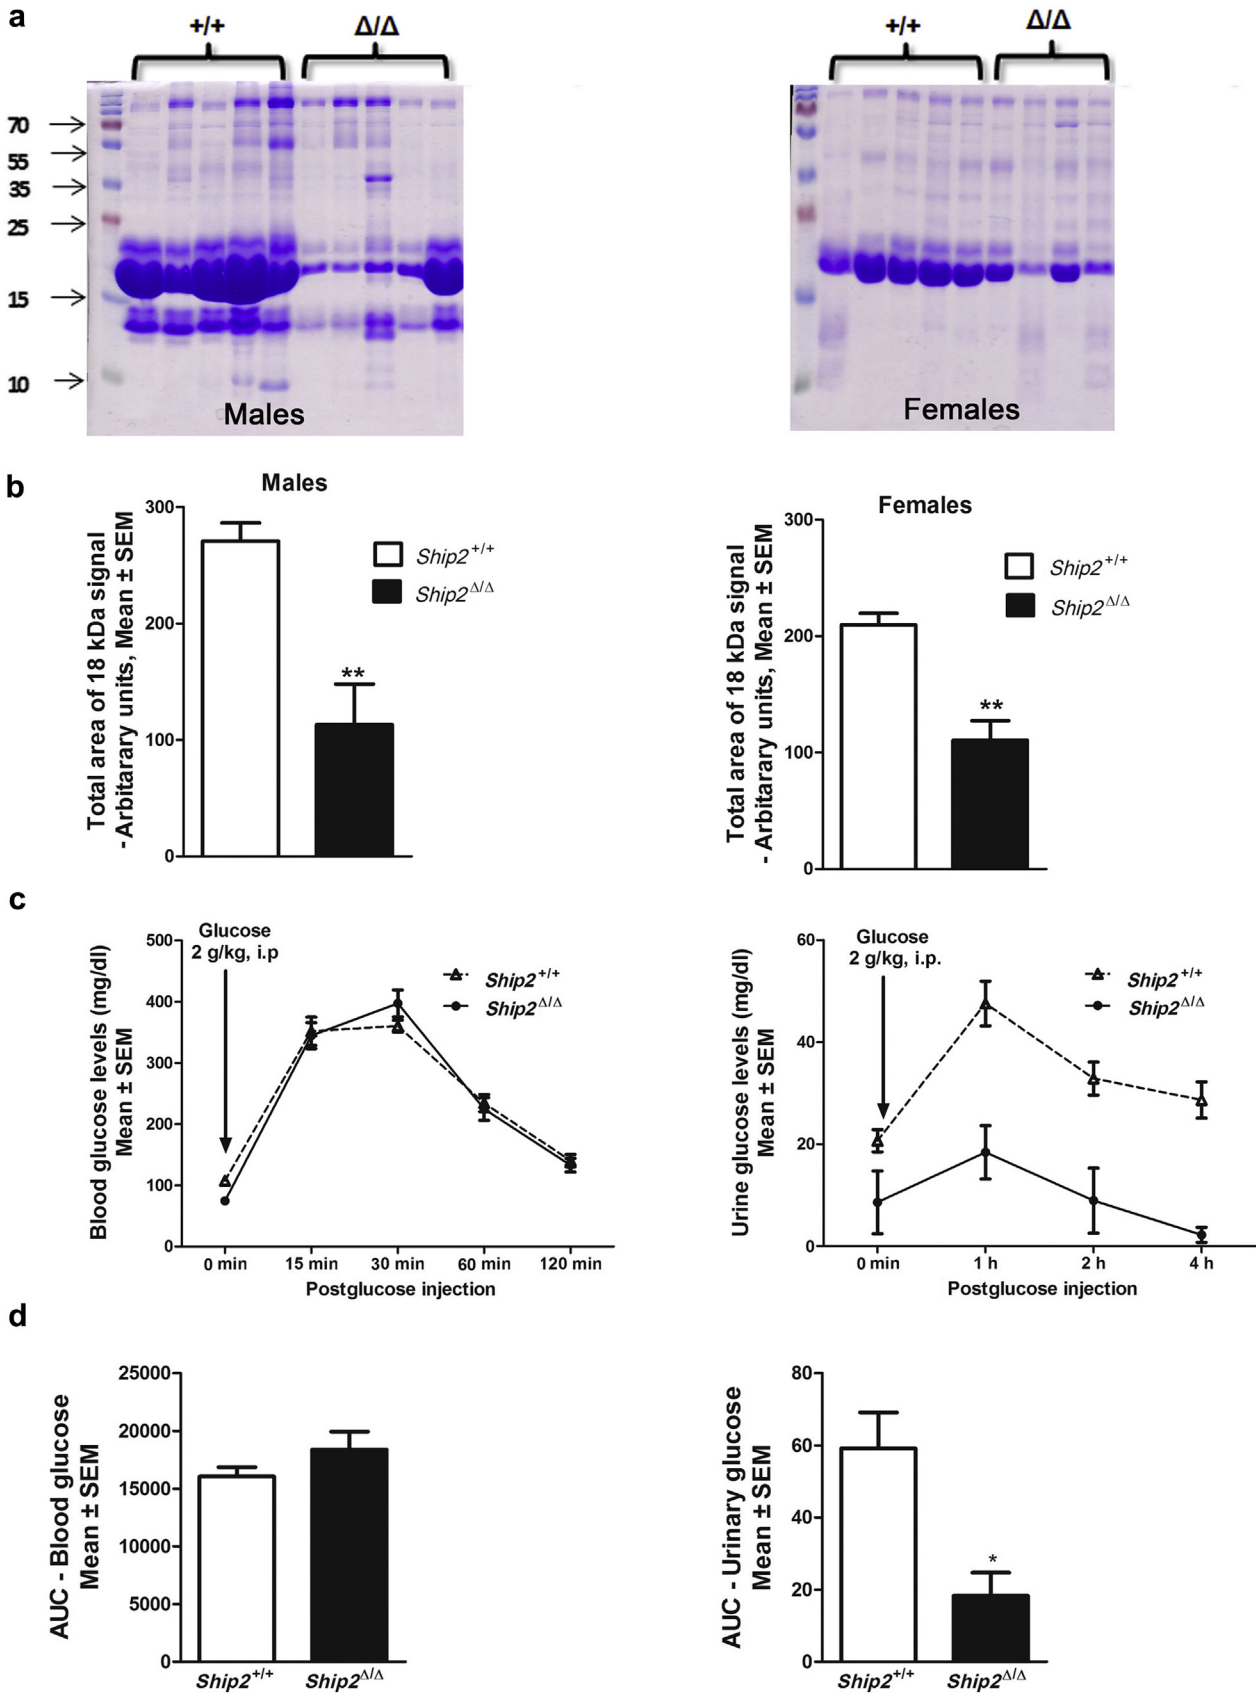 a
+/+
Δ/Δ
70
55
35
25
15
10
Males
+/+
Δ/Δ
Females
b
Males
300
200
100
0
Total area of 18 kDa signal
- Arbitarary units, Mean ± SEM
Ship2+/+
Ship2Δ/Δ
**
Females
300
200
100
0
Total area of 18 kDa signal
- Arbitarary units, Mean ± SEM
Ship2+/+
Ship2Δ/Δ
**
c
Glucose
2 g/kg, i.p
Ship2+/+
Ship2Δ/Δ
500
400
300
200
100
0
Blood glucose levels (mg/dl)
Mean ± SEM
0 min 15 min 30 min 60 min 120 min
Postglucose injection
Glucose
2 g/kg, i.p.
Ship2+/+
Ship2Δ/Δ
60
40
20
0
Urine glucose levels (mg/dl)
Mean ± SEM
0 min 1 h 2 h 4 h
Postglucose injection
d
25000
20000
15000
10000
5000
0
AUC - Blood glucose
Mean ± SEM
Ship2+/+ Ship2Δ/Δ
80
60
40
20
0
AUC - Urinary glucose
Mean ± SEM
*
Ship2+/+ Ship2Δ/Δ